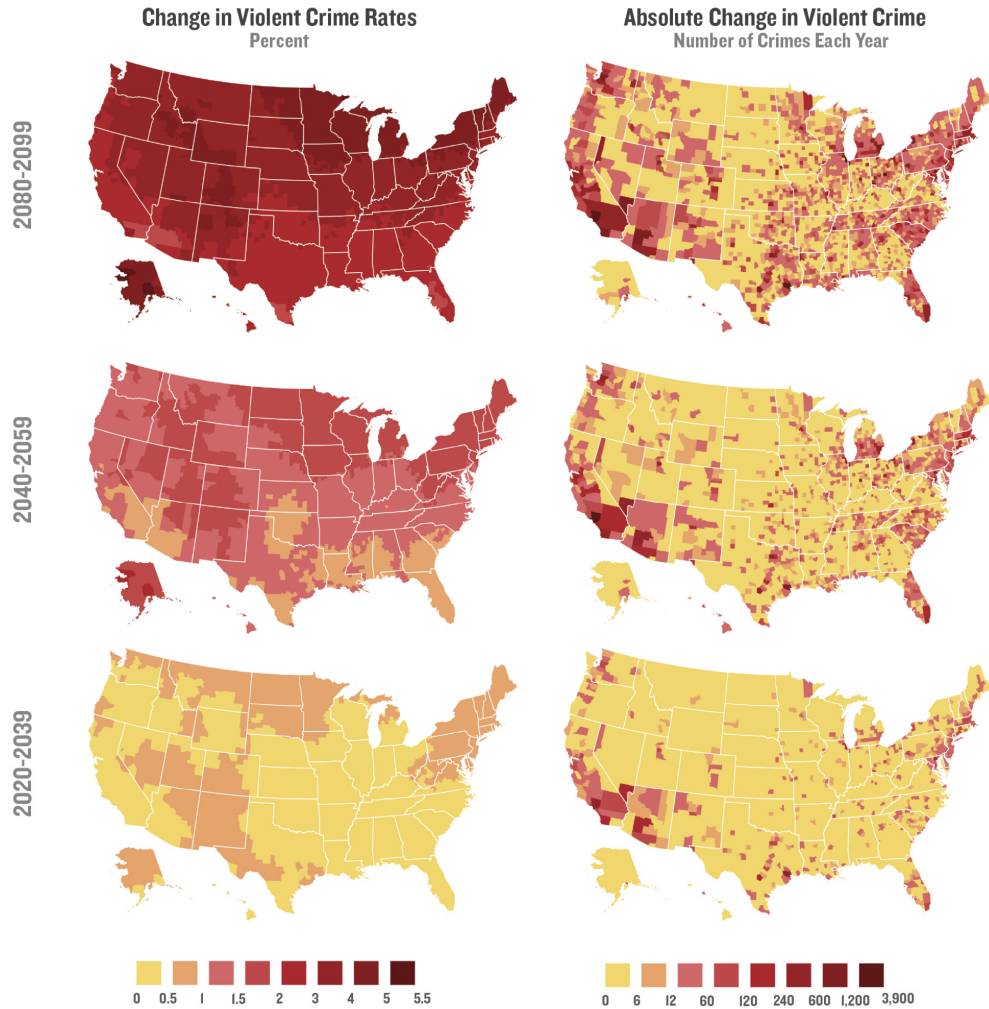 Change in Violent Crime Rates
Percent
Absolute Change in Violent Crime
Number of Crimes Each Year
2080-2099
2040-2059
2020-2039
0 0.5 1 1.5 2 3 4 5 5.5
0 6 12 60 120 240 600 1,200 3,900